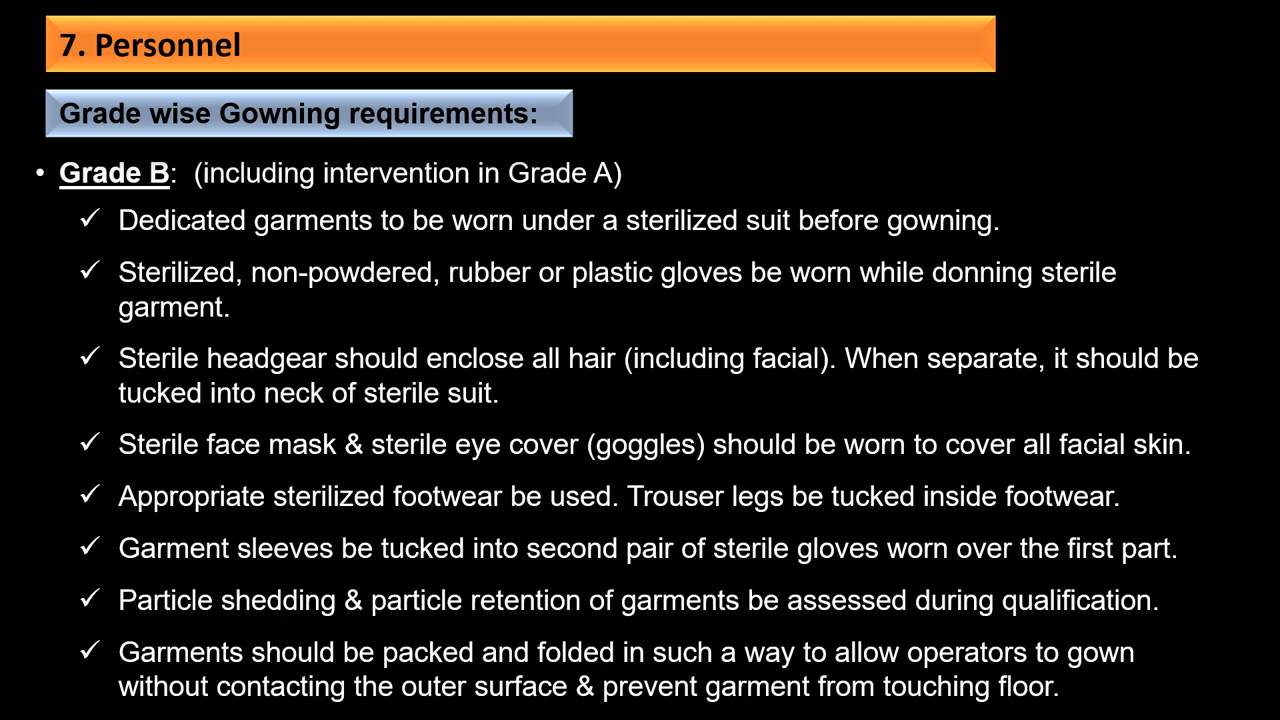 7. Personnel
Grade wise Gowning requirements:
• Grade B: (including intervention in Grade A)
✓ Dedicated garments to be worn under a sterilized suit before gowning.
✓ Sterilized, non-powdered, rubber or plastic gloves be worn while donning sterile
garment.
✓ Sterile headgear should enclose all hair (including facial). When separate, it should be
tucked into neck of sterile suit.
✓ Sterile face mask & sterile eye cover (goggles) should be worn to cover all facial skin.
✓ Appropriate sterilized footwear be used. Trouser legs be tucked inside footwear.
✓ Garment sleeves be tucked into second pair of sterile gloves worn over the first part.
✓ Particle shedding & particle retention of garments be assessed during qualification.
✓ Garments should be packed and folded in such a way to allow operators to gown
without contacting the outer surface & prevent garment from touching floor.